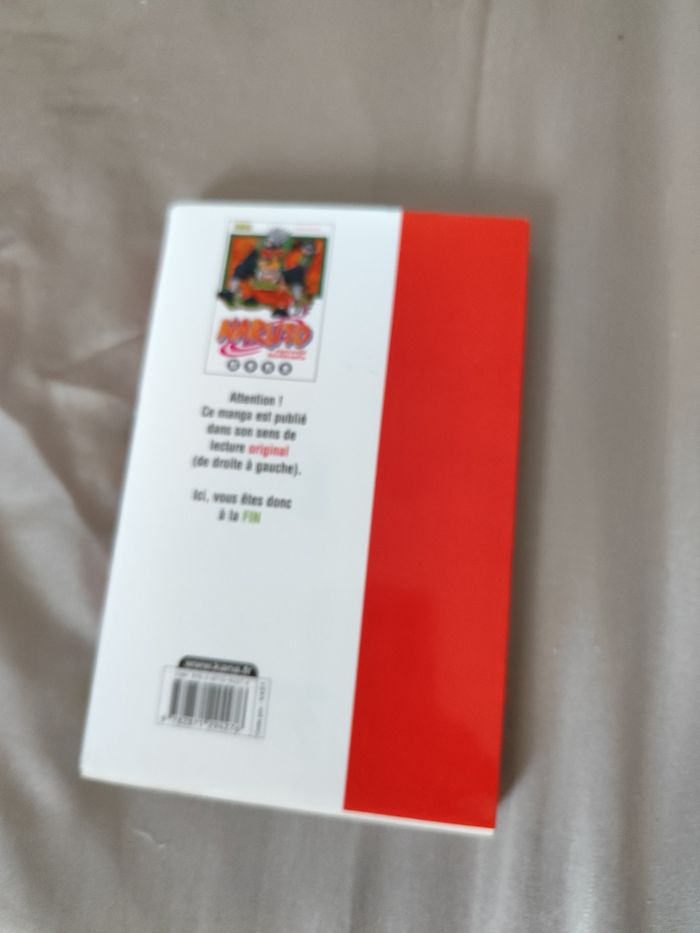 NARUTO
Attention !
Ce manga est publié
dans son sens de
lecture original
(de droite à gauche).
Ici, vous êtes donc
à la FIN
www.kana.fr